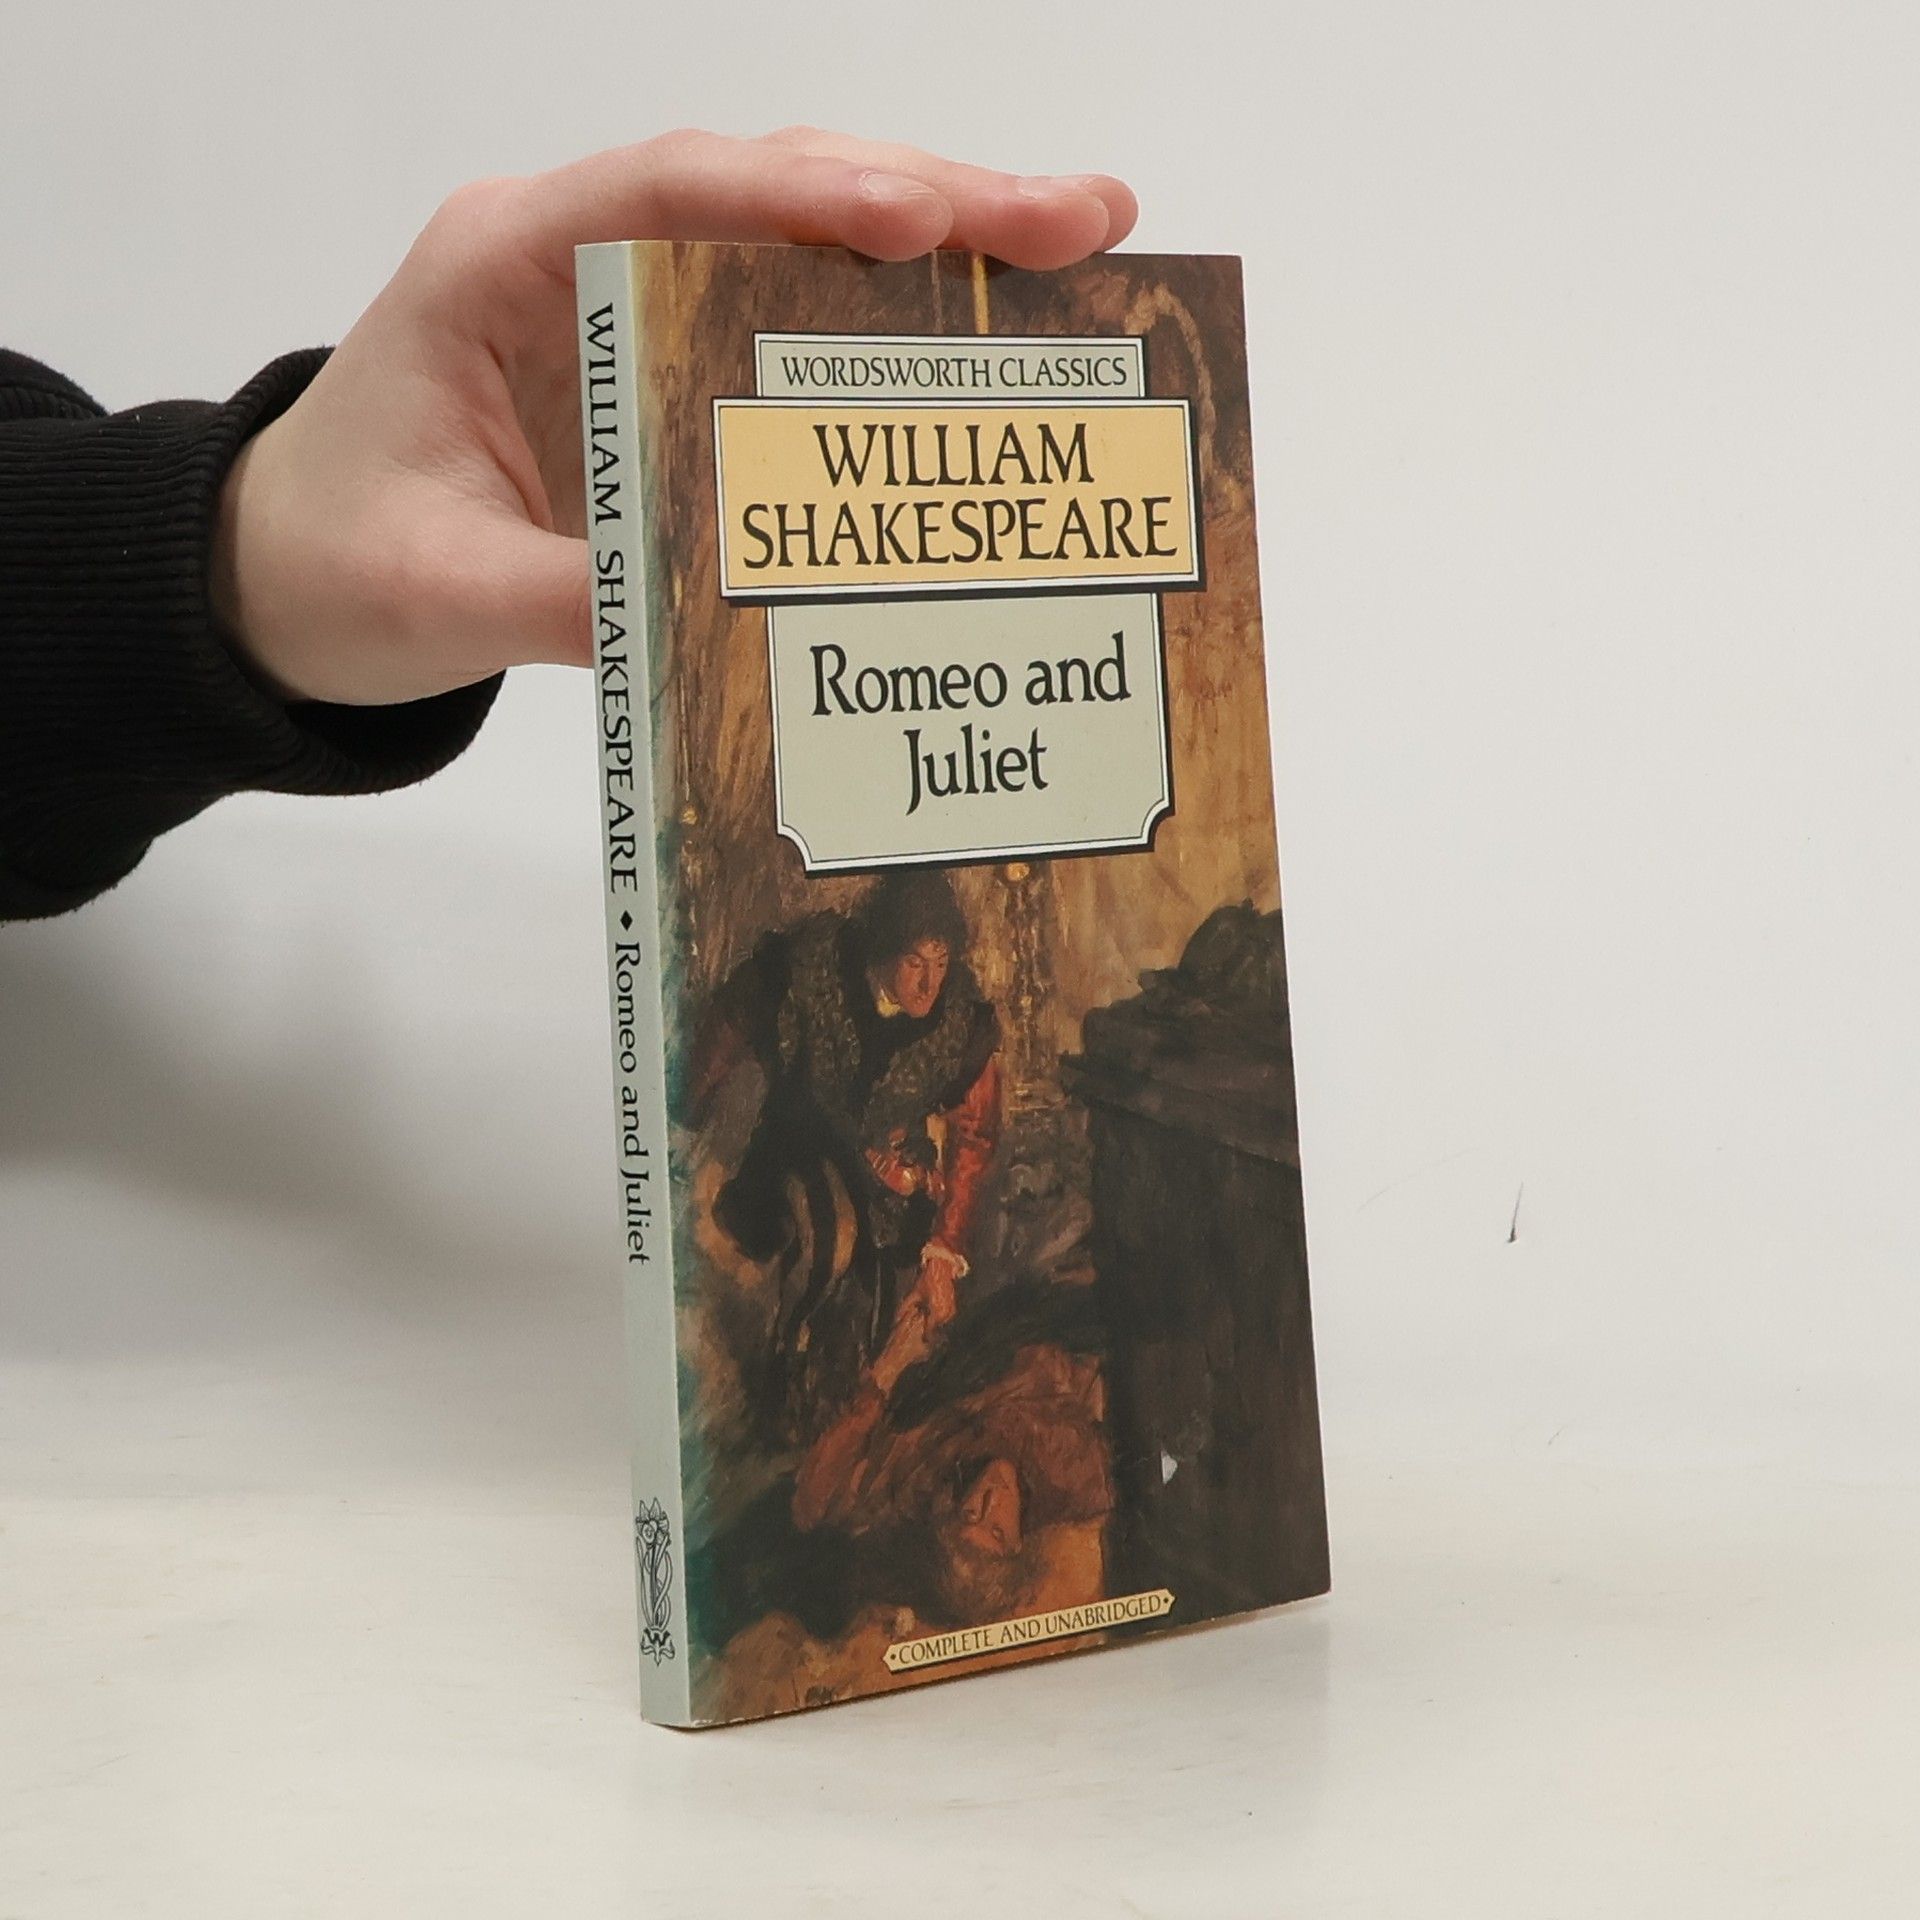 WILLIAM SHAKESPEARE ◆ Romeo and Juliet
WORDSWORTH CLASSICS
WILLIAM
SHAKESPEARE
Romeo and
Juliet
•COMPLETE AND UNABRIDGED•
W